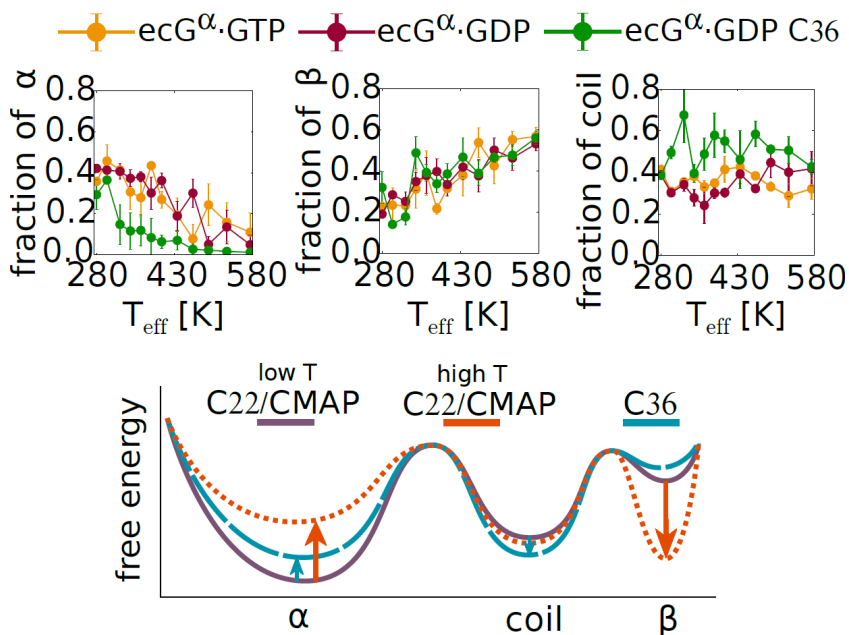 ecGα·GTP ecGα·GDP ecGα·GDP C36
fraction of α
0.8
0.6
0.4
0.2
0.0
280 430 580
Teff [K]
fraction of β
0.8
0.6
0.4
0.2
0.0
280 430 580
Teff [K]
fraction of coil
0.8
0.6
0.4
0.2
0.0
280 430 580
Teff [K]
low T high T
C22/CMAP C22/CMAP C36
free energy
α coil β